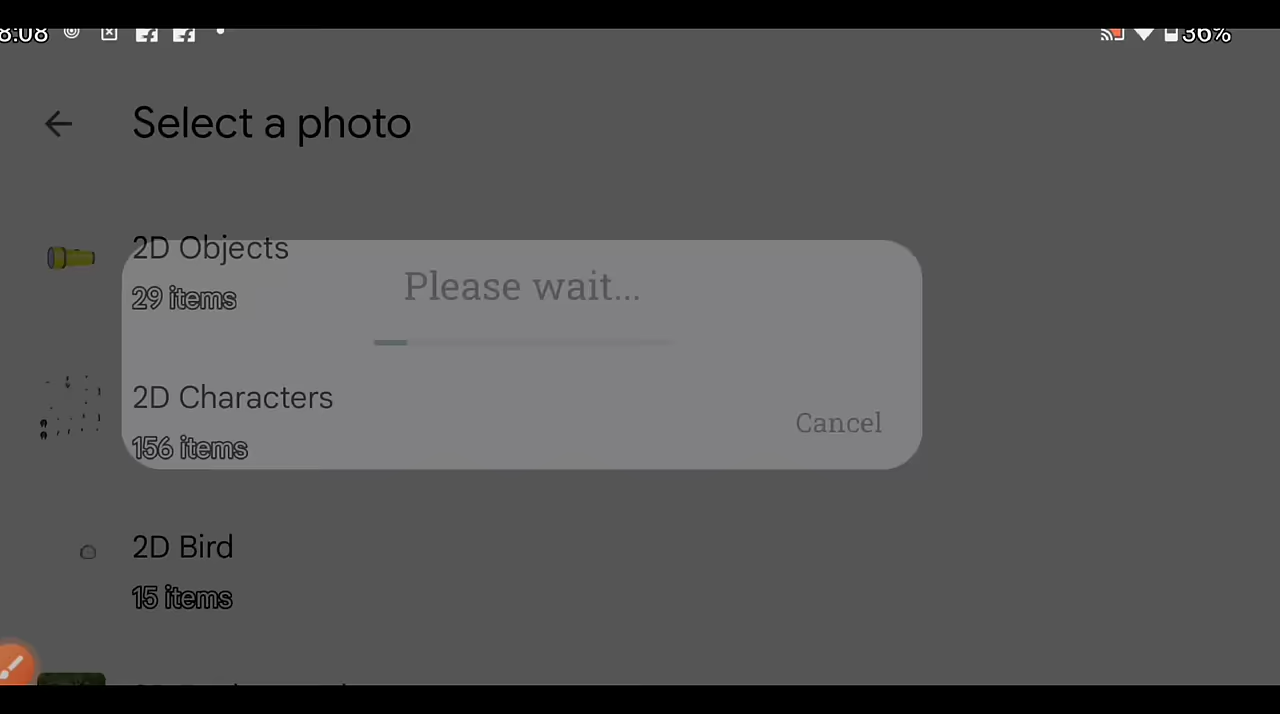 8:08
36%
Select a photo
2D Objects
29 items
Please wait...
2D Characters
156 items
Cancel
2D Bird
15 items